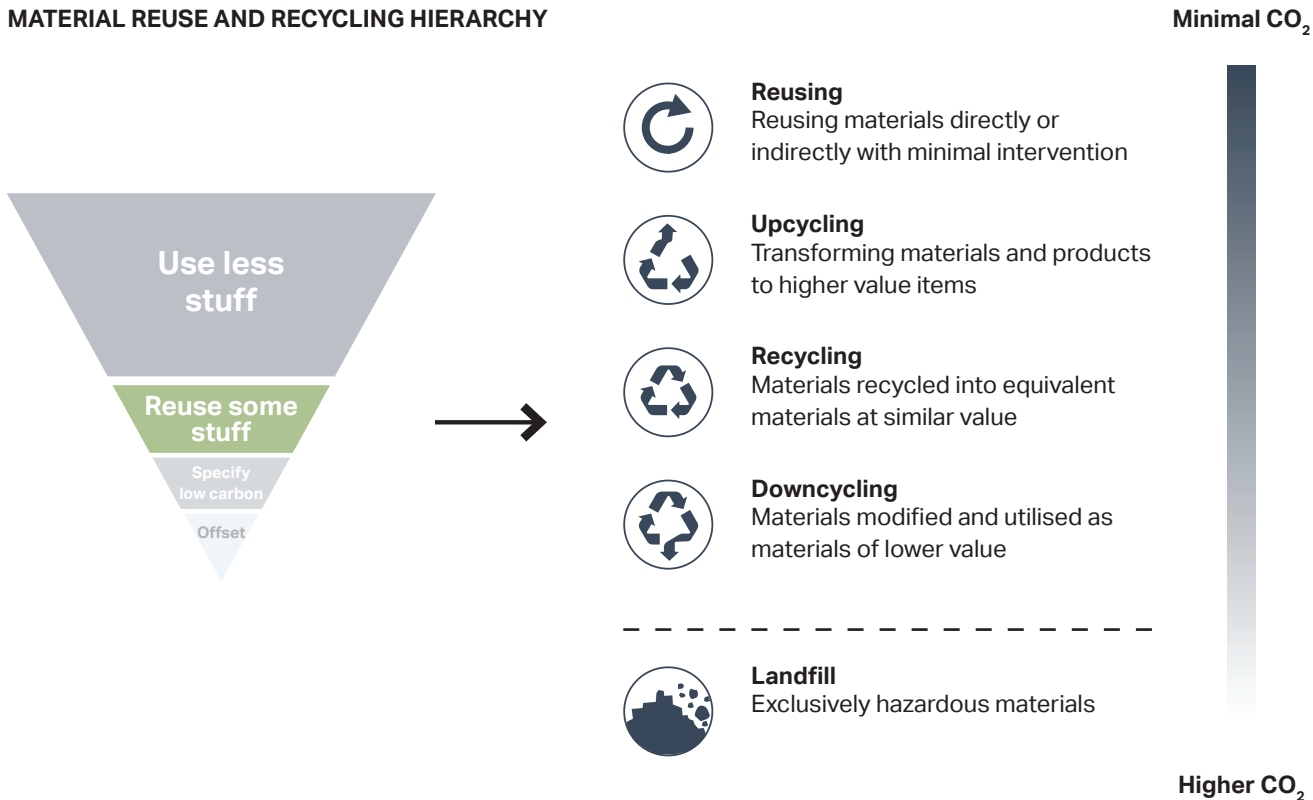 MATERIAL REUSE AND RECYCLING HIERARCHY
Minimal CO₂
Use less
stuff
Reuse some
stuff
Specify
low carbon
Offset
Reusing
Reusing materials directly or
indirectly with minimal intervention
Upcycling
Transforming materials and products
to higher value items
Recycling
Materials recycled into equivalent
materials at similar value
Downcycling
Materials modified and utilised as
materials of lower value
Landfill
Exclusively hazardous materials
Higher CO₂